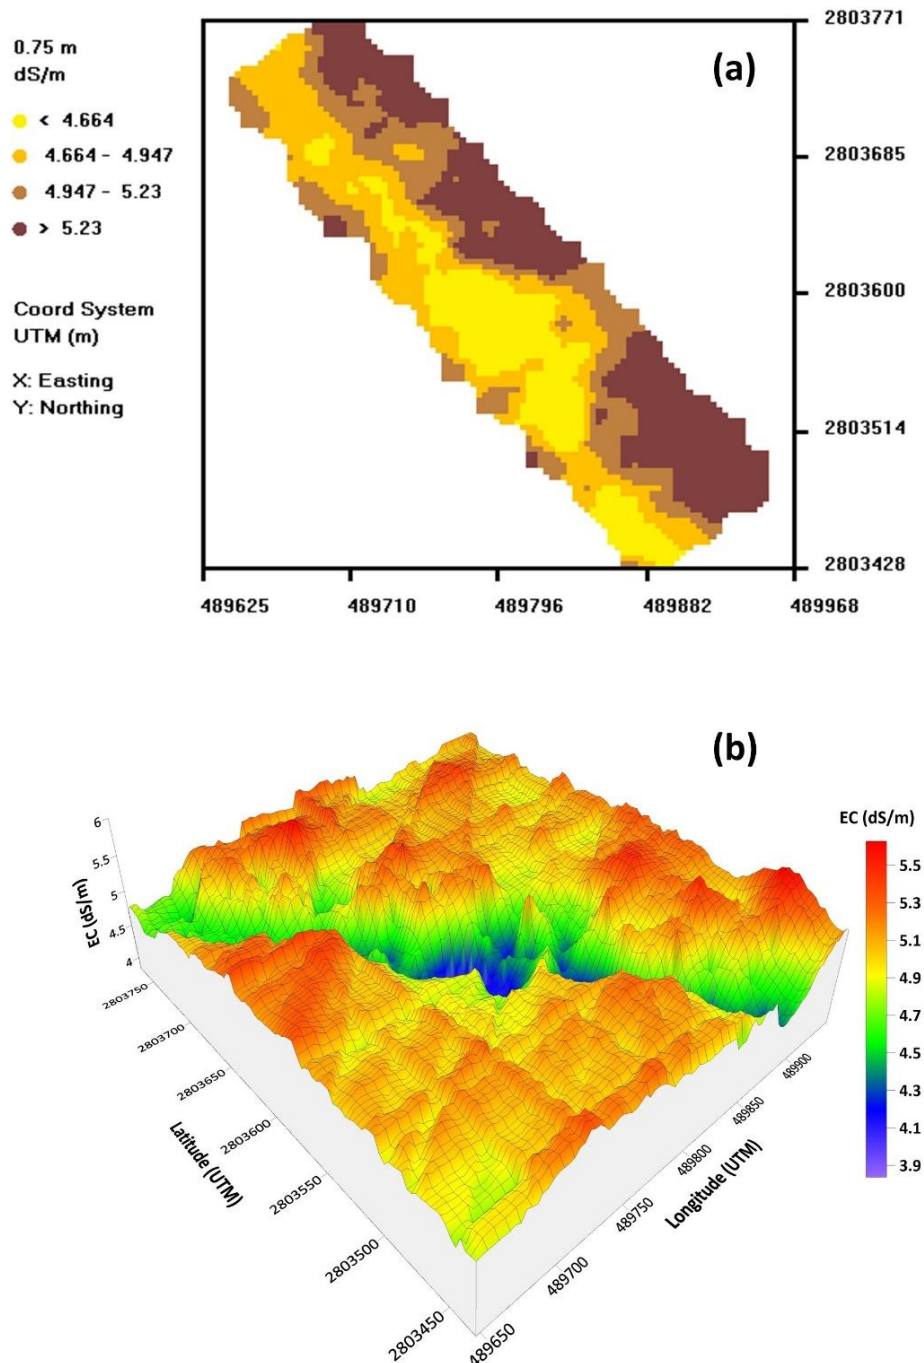 0.75 m
dS/m
< 4.664
4.664 - 4.947
4.947 - 5.23
> 5.23
Coord System
UTM (m)
X: Easting
Y: Northing
(a)
2803771
2803685
2803600
2803514
2803428
489625
489710
489796
489882
489968
(b)
EC (dS/m)
6
5.5
5
4.5
4
EC (dS/m)
5.5
5.3
5.1
4.9
4.7
4.5
4.3
4.1
3.9
2803750
2803700
2803650
2803600
2803550
2803500
2803450
Latitude (UTM)
489650
489700
489750
489800
489850
489900
Longitude (UTM)